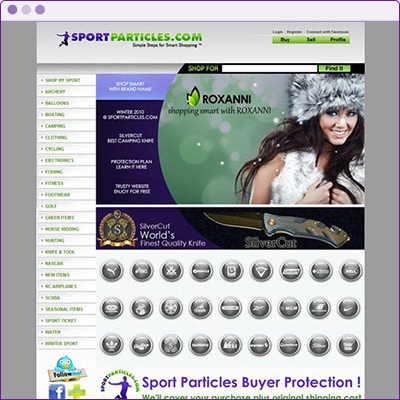 SPORTPARTICLES.COM
Simple Steps for Smart Shopping ™
Login Register Connect with Facebook
Buy Sell Profile
SHOP FOR
Find It
SHOP BY SPORT
ARCHERY
BALLOONS
BOATING
CAMPING
CLOTHING
CYCLING
EJECTRONICS
FISHING
FITNESS
FOOTWEAR
GOLF
GREEN ITEMS
HORSE RIDDING
HUNTING
KNIFE & TOOL
NASCAR
NEW ITEMS
RC AIRPLANES
SCUBA
SEASONAL ITEMS
SPORT TICKET
WATER
WINTER SPORT
SHOP SMART
WITH BRAND NAME
WINTER 2010
@ SPORTPARTICLES.COM
SILVERCUT
BEST CAMPING KNIFE
PROTECTION PLAN
LEARN IT HERE
TRUSTY WEBSITE
ENJOY FOR FREE
ROXANNI
shopping smart with ROXANNI
S
SilverCut
World's
Finest Quality Knife
SilverCut
BELL
Follow me!
SPORTPARTICLES.COM
Sport Particles Buyer Protection !
We'll cover your purchase plus original shipping cost